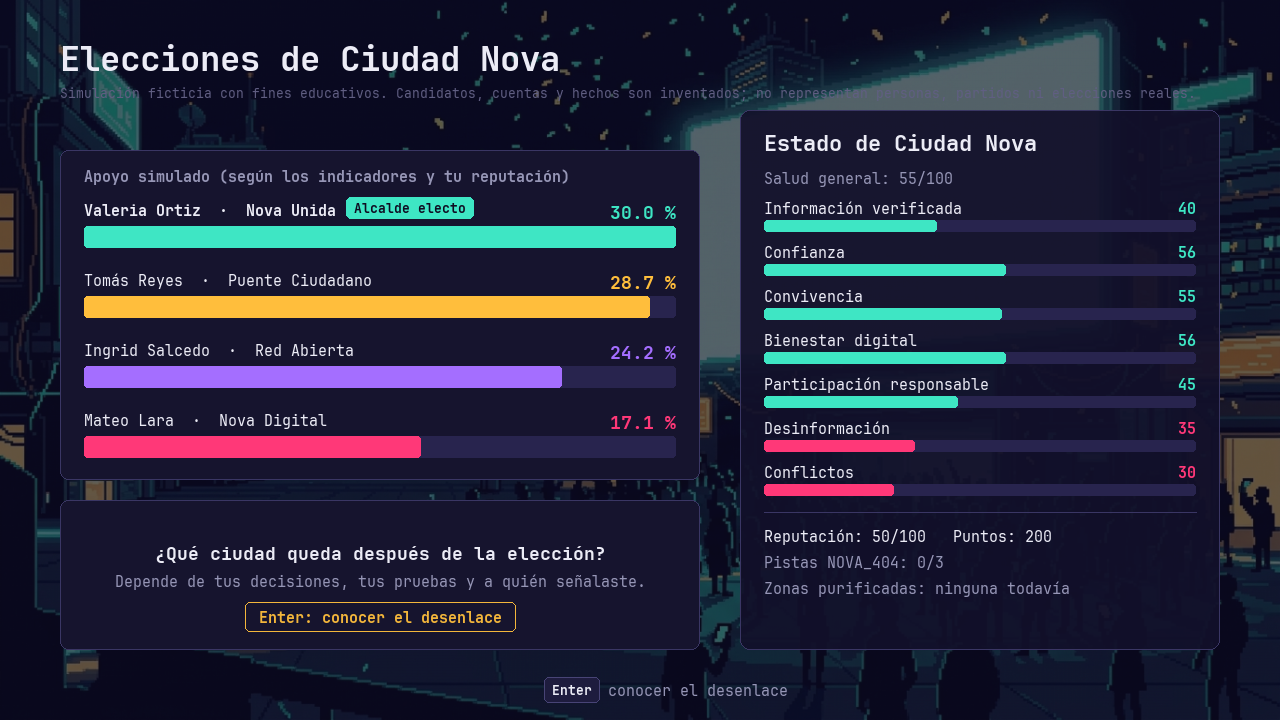 Elecciones de Ciudad Nova
Simulación ficticia con fines educativos. Candidatos, cuentas y hechos son inventados: no representan personas, partidos ni elecciones reales.
Apoyo simulado (según los indicadores y tu reputación)
Valeria Ortiz · Nova Unida Alcalde electo 30.0 %
Tomás Reyes · Puente Ciudadano 28.7 %
Ingrid Salcedo · Red Abierta 24.2 %
Mateo Lara · Nova Digital 17.1 %
¿Qué ciudad queda después de la elección?
Depende de tus decisiones, tus pruebas y a quién señalaste.
Enter: conocer el desenlace
Estado de Ciudad Nova
Salud general: 55/100
Información verificada 40
Confianza 56
Convivencia 55
Bienestar digital 56
Participación responsable 45
Desinformación 35
Conflictos 30
Reputación: 50/100 Puntos: 200
Pistas NOVA_404: 0/3
Zonas purificadas: ninguna todavía
Enter conocer el desenlace